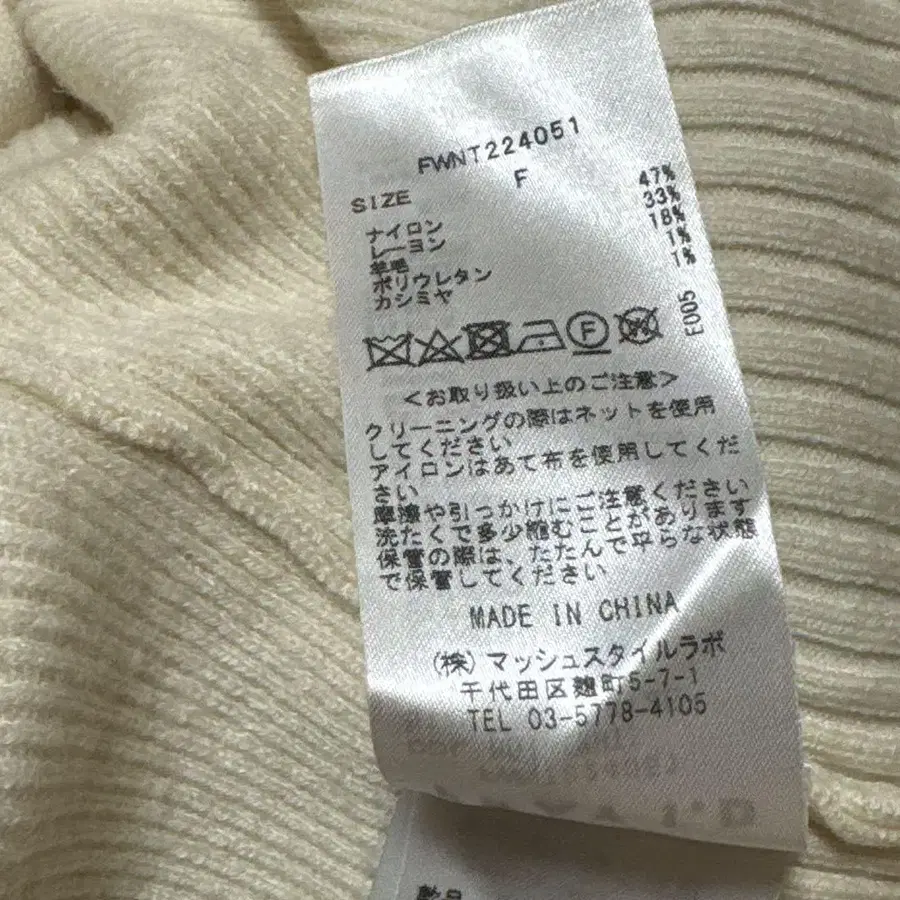 FWNT224051
SIZE F
ナイロン 47%
レーヨン 33%
羊毛 18%
ポリウレタン 1%
カシミヤ 1%
F
E005
<お取り扱い上のご注意>
クリーニングの際はネットを使用
してください
アイロンはあて布を使用してくだ
さい
摩擦や引っかけにご注意ください
洗たくで多少縮むことがあります
保管の際は、たたんで平らな状態
で保管してください
MADE IN CHINA
(株)マッシュスタイルラボ
千代田区麹町5-7-1
TEL 03-5778-4105